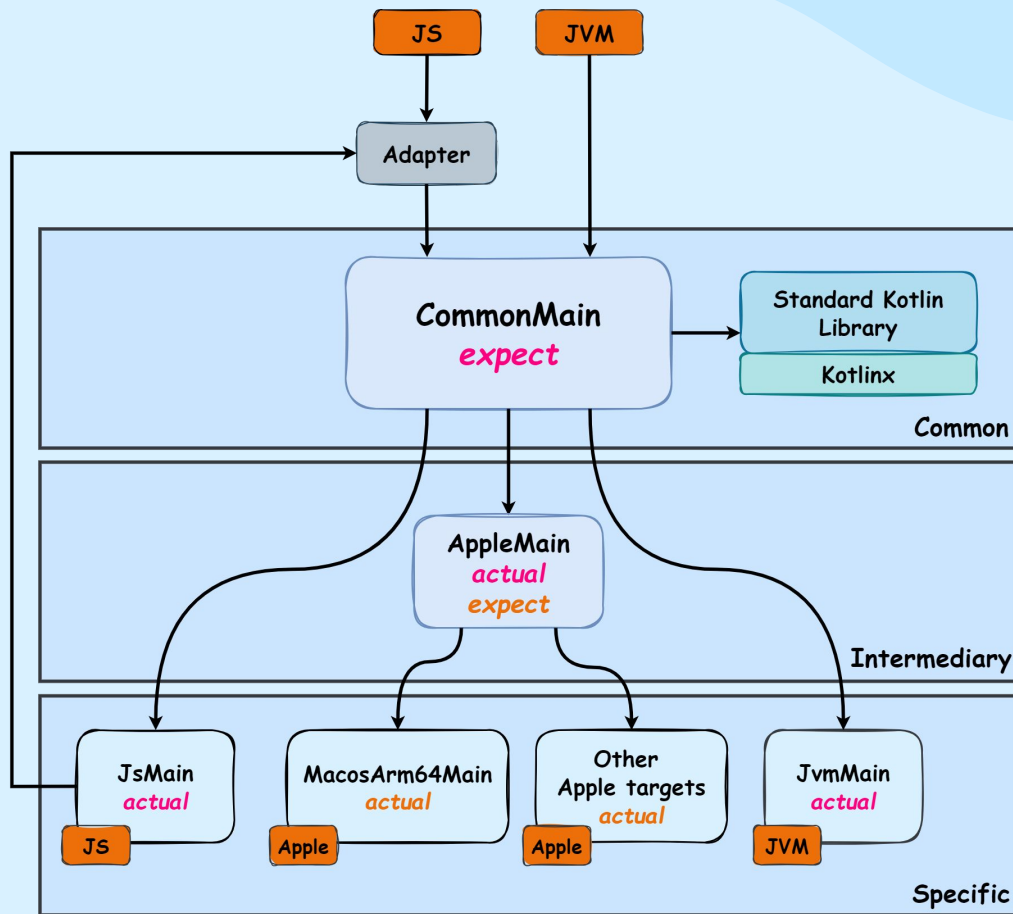 JS
JVM
Adapter
CommonMain
expect
Standard Kotlin
Library
Kotlinx
Common
AppleMain
actual
expect
Intermediary
JsMain
actual
JS
MacosArm64Main
actual
Apple
Other
Apple targets
actual
Apple
JvmMain
actual
JVM
Specific